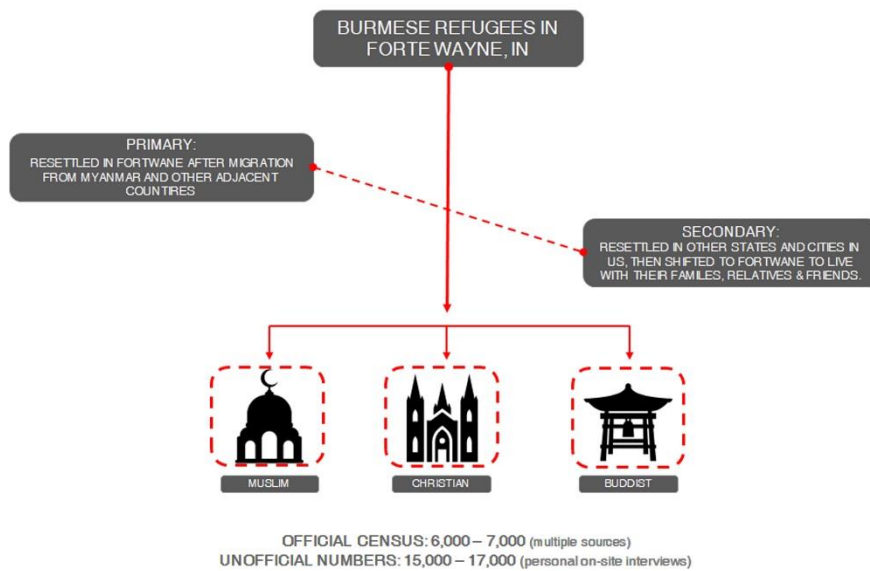 BURMESE REFUGEES IN
FORTE WAYNE, IN
PRIMARY:
RESETTLED IN FORTWANE AFTER MIGRATION
FROM MYANMAR AND OTHER ADJACENT
COUNTIRES
SECONDARY:
RESETTLED IN OTHER STATES AND CITIES IN
US, THEN SHIFTED TO FORTWANE TO LIVE
WITH THEIR FAMILES, RELATIVES & FRIENDS.
MUSLIM
CHRISTIAN
BUDDIST
OFFICIAL CENSUS: 6,000 – 7,000 (multiple sources)
UNOFFICIAL NUMBERS: 15,000 – 17,000 (personal on-site interviews)